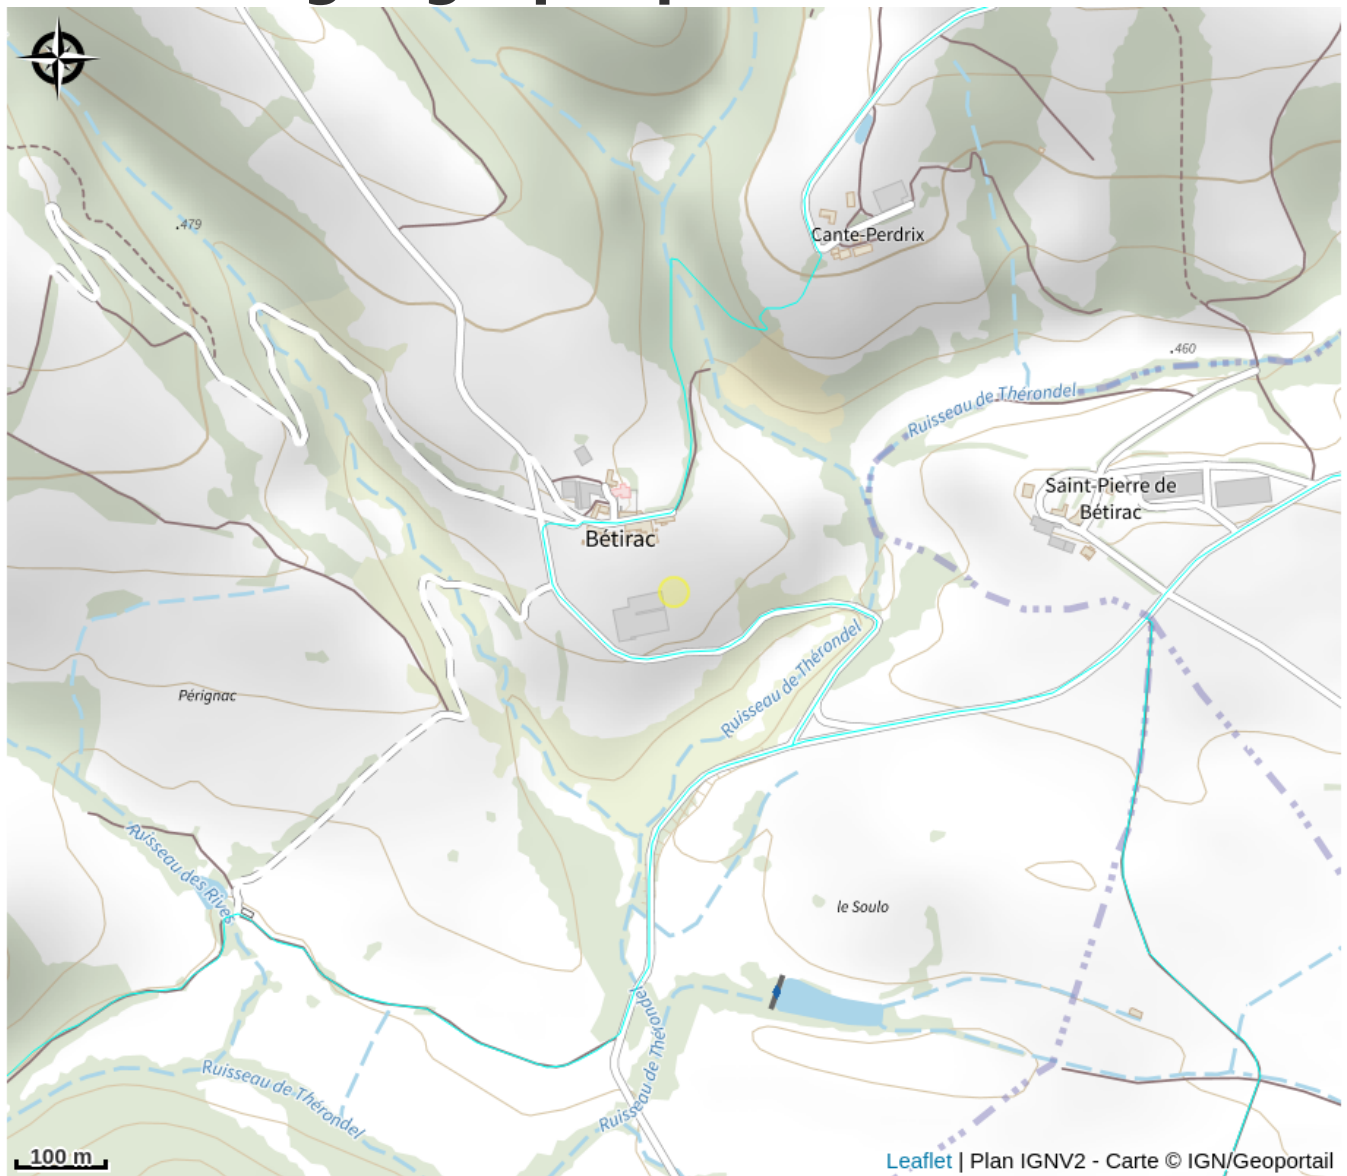 .479
Cante-Perdrix
.460
Ruisseau de Thérondel
Saint-Pierre de
Bétirac
Bétirac
Ruisseau de Thérondel
Pérignac
Ruisseau des Rives
le Soulo
Ruisseau de Thérondel
Ruisseau de Thérondel
100 m
Leaflet | Plan IGNV2 - Carte © IGN/Geoportail